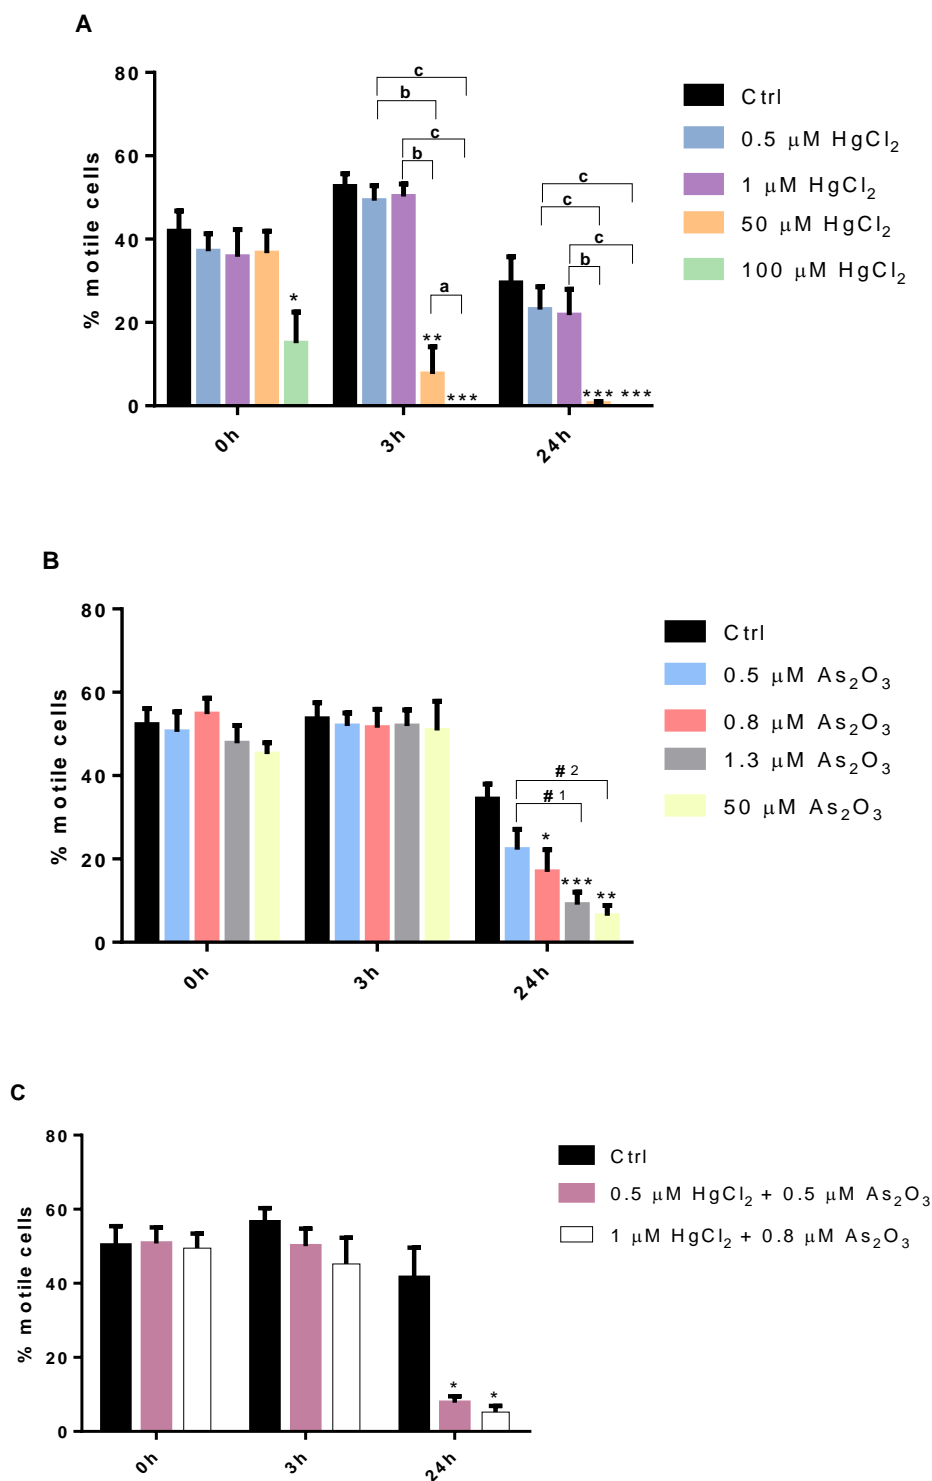 A
80
60
40
20
0
% motile cells
c
b
c
b
a
c
c
c
b
*
**
***
*** ***
0h
3h
24h
Ctrl
0.5 μM HgCl₂
1 μM HgCl₂
50 μM HgCl₂
100 μM HgCl₂
B
80
60
40
20
0
% motile cells
# 2
# 1
*
***
**
0h
3h
24h
Ctrl
0.5 μM As₂O₃
0.8 μM As₂O₃
1.3 μM As₂O₃
50 μM As₂O₃
C
80
60
40
20
0
% motile cells
*
*
0h
3h
24h
Ctrl
0.5 μM HgCl₂ + 0.5 μM As₂O₃
1 μM HgCl₂ + 0.8 μM As₂O₃